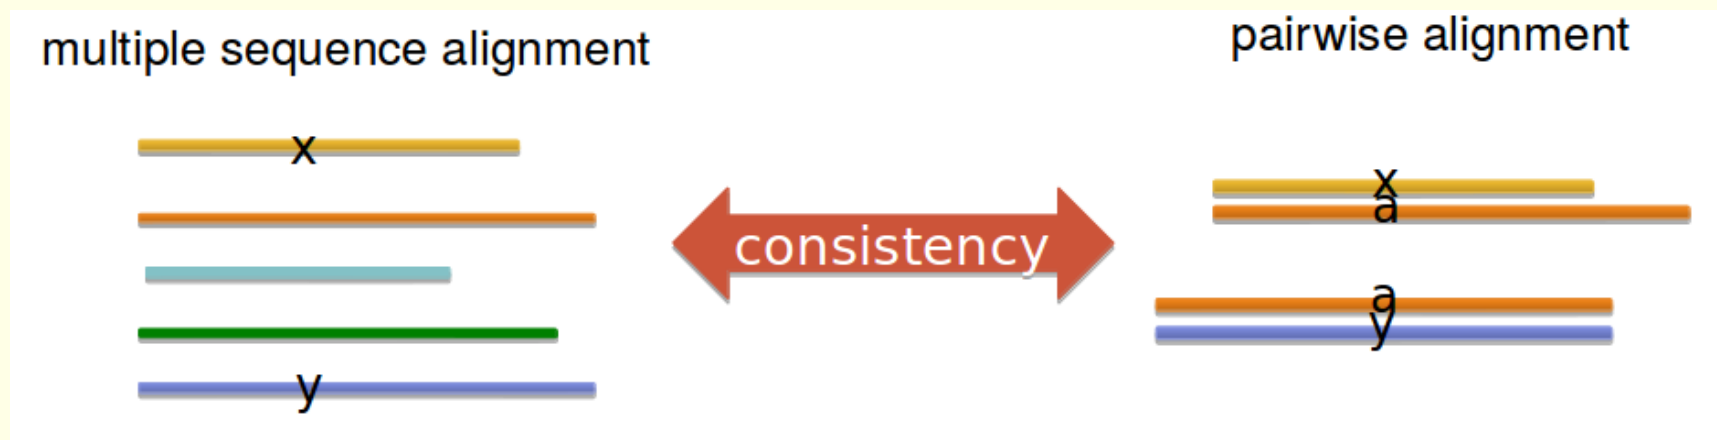 multiple sequence alignment
x
y
consistency
pairwise alignment
x
a
a
y